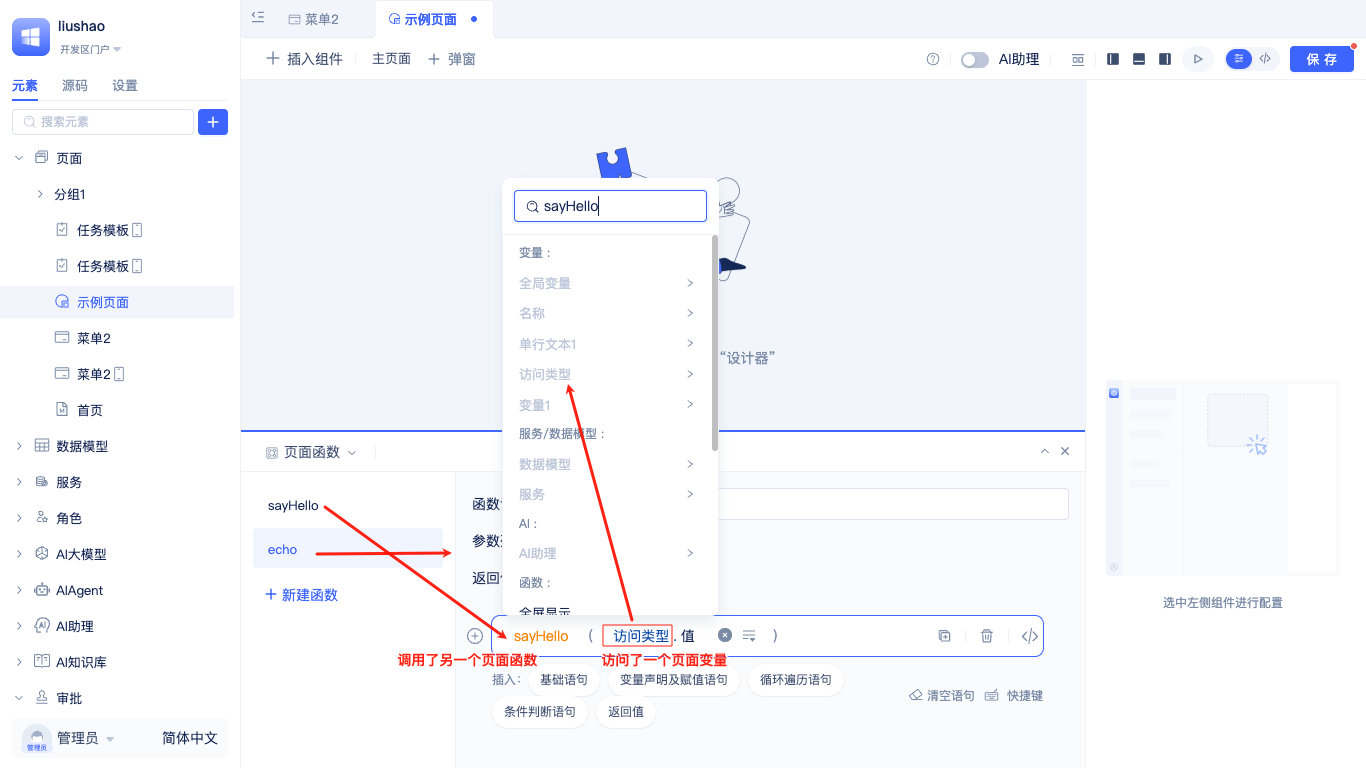 liushao
开发区门户
元素
源码
设置
搜索元素
页面
分组1
任务模板
任务模板
示例页面
菜单2
菜单2
首页
数据模型
服务
角色
AI大模型
AIAgent
AI助理
AI知识库
审批
管理员
管理员
简体中文
菜单2
示例页面
插入组件
主页面
弹窗
AI助理
保存
sayHello
变量 :
全局变量
名称
单行文本1
访问类型
变量1
服务/数据模型 :
数据模型
服务
AI :
AI助理
函数 :
全屏显示
“设计器”
页面函数
sayHello
echo
新建函数
函数
参数
返回
sayHello ( 访问类型 . 值 )
调用了另一个页面函数
访问了一个页面变量
插入:
基础语句
变量声明及赋值语句
循环遍历语句
条件判断语句
返回值
清空语句
快捷键
选中左侧组件进行配置